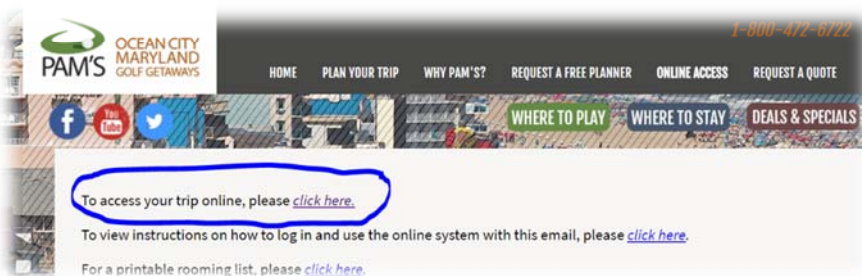 1-800-472-6722
PAM'S
OCEAN CITY
MARYLAND
GOLF GETAWAYS
HOME PLAN YOUR TRIP WHY PAM'S? REQUEST A FREE PLANNER ONLINE ACCESS REQUEST A QUOTE
f You Tube WHERE TO PLAY WHERE TO STAY DEALS & SPECIALS
To access your trip online, please click here.
To view instructions on how to log in and use the online system with this email, please click here.
For a printable rooming list, please click here.